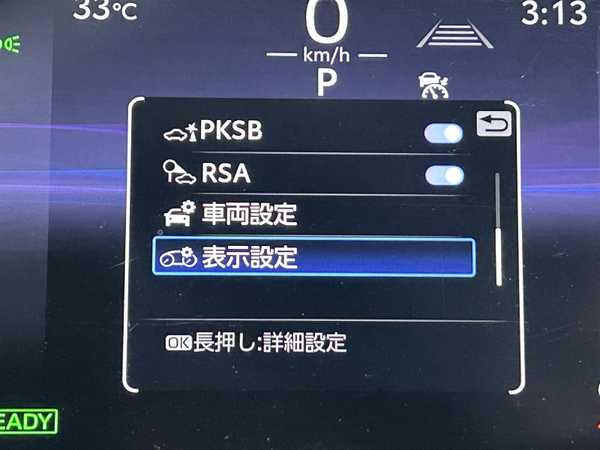 33℃
0
3:13
km/h
P
PKSB
RSA
車両設定
表示設定
OK長押し:詳細設定
EADY